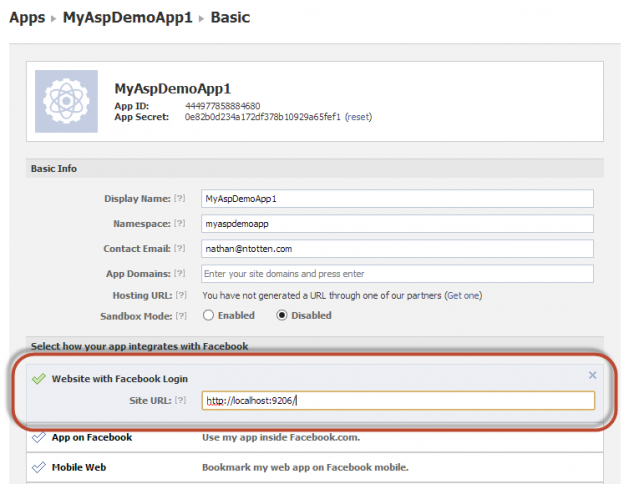 Apps ▸ MyAspDemoApp1 ▸ Basic
MyAspDemoApp1
App ID: 444977858884680
App Secret: 0e82b0d234a172df378b10929a65fef1 (reset)
Basic Info
Display Name: [?] MyAspDemoApp1
Namespace: [?] myaspdemoapp
Contact Email: [?] nathan@ntotten.com
App Domains: [?] Enter your site domains and press enter
Hosting URL: [?] You have not generated a URL through one of our partners (Get one)
Sandbox Mode: [?] Enabled Disabled
Select how your app integrates with Facebook
Website with Facebook Login
Site URL: [?] http://localhost:9206/
App on Facebook Use my app inside Facebook.com.
Mobile Web Bookmark my web app on Facebook mobile.